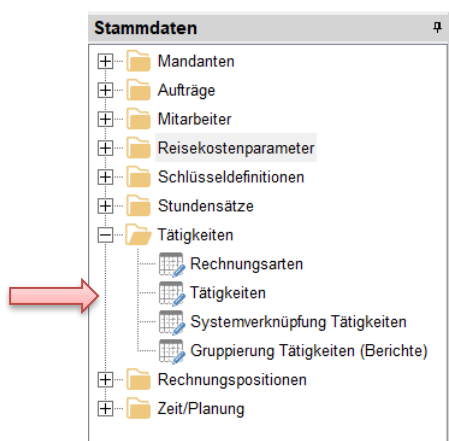 Stammdaten
Mandanten
Aufträge
Mitarbeiter
Reisekostenparameter
Schlüsseldefinitionen
Stundensätze
Tätigkeiten
Rechnungsarten
Tätigkeiten
Systemverknüpfung Tätigkeiten
Gruppierung Tätigkeiten (Berichte)
Rechnungspositionen
Zeit/Planung